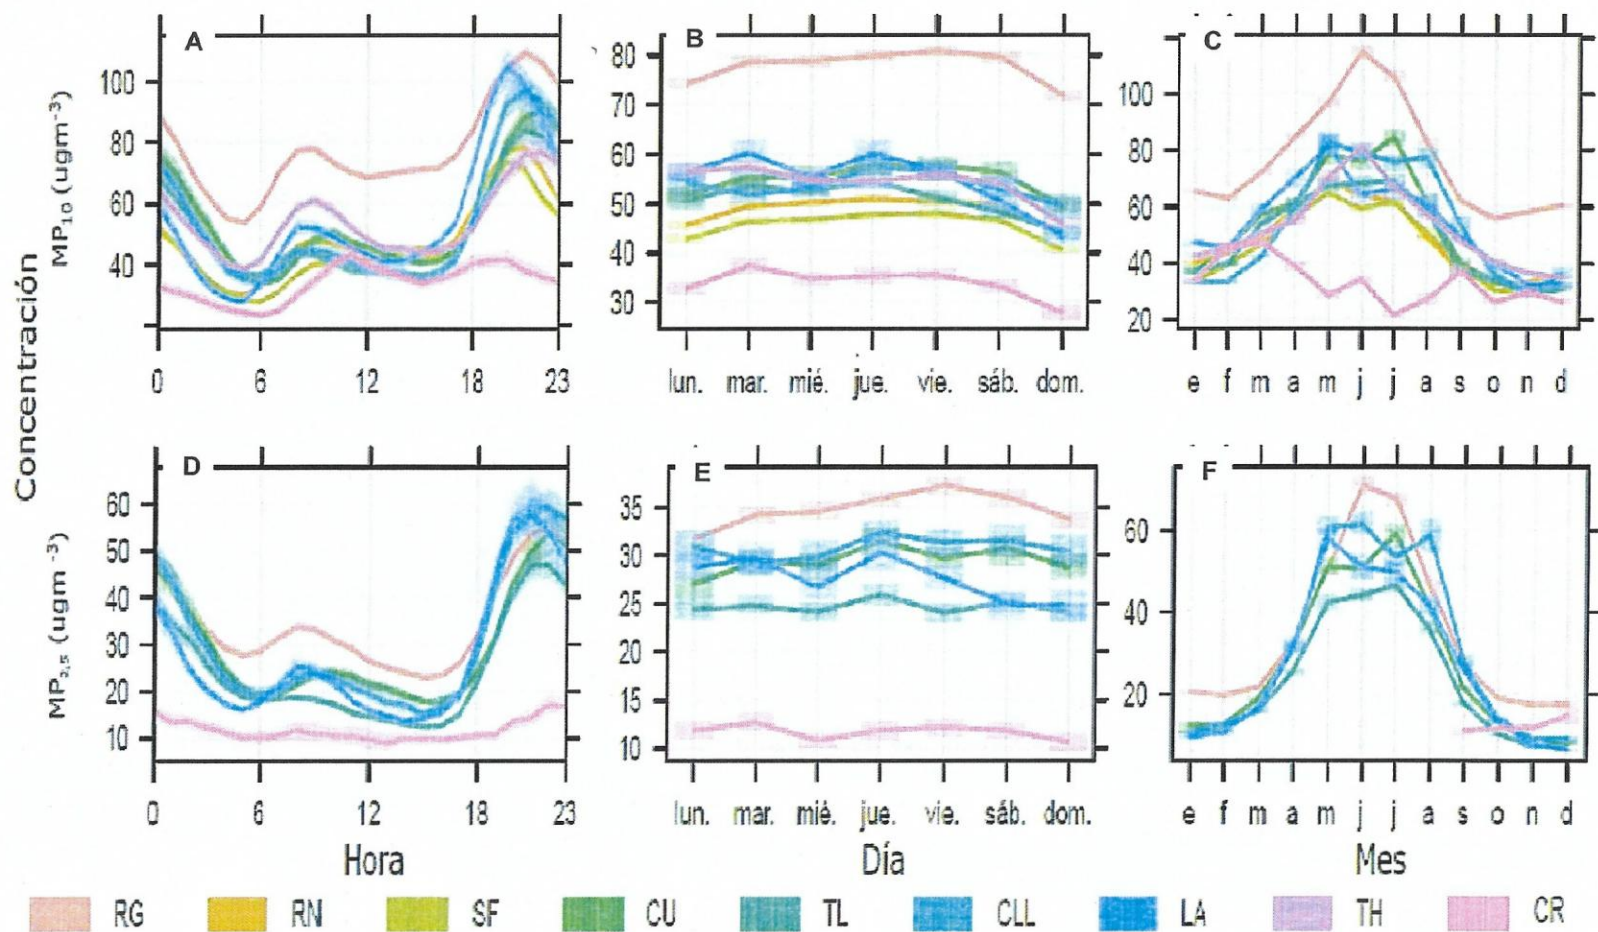 Concentración
MP₁₀ (ugm⁻³)
A
100
80
60
40
0 6 12 18 23
B
80
70
60
50
40
30
lun. mar. mié. jue. vie. sáb. dom.
C
100
80
60
40
20
e f m a m j j a s o n d
MP₂,₅ (ugm⁻³)
D
60
50
40
30
20
10
0 6 12 18 23
Hora
E
35
30
25
20
15
10
lun. mar. mié. jue. vie. sáb. dom.
Día
F
60
40
20
e f m a m j j a s o n d
Mes
RG RN SF CU TL CLL LA TH CR